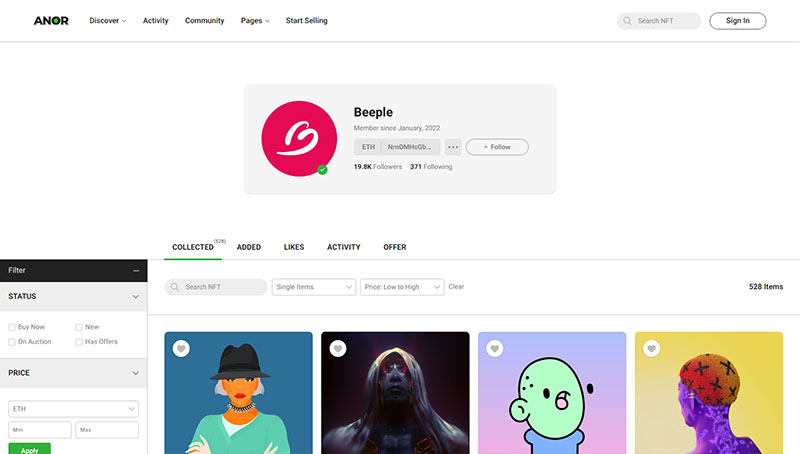 ANOR Discover Activity Community Pages Start Selling Search NFT Sign In
Beeple
Member since January, 2022
ETH NrnOMHcGb... ••• + Follow
19.8K Followers 371 Following
COLLECTED (528) ADDED LIKES ACTIVITY OFFER
Filter
Search NFT Single Items Price: Low to High Clear 528 Items
STATUS
Buy Now New
On Auction Has Offers
PRICE
ETH
Min Max
Apply